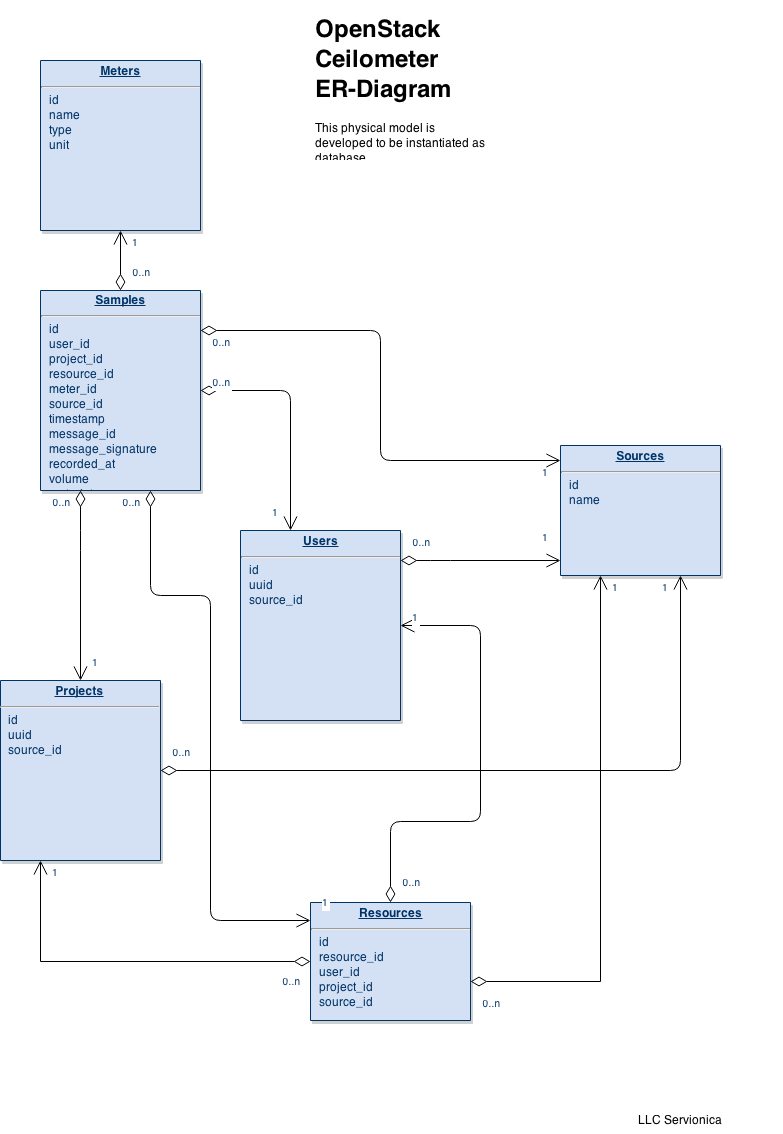 OpenStack
Ceilometer
ER-Diagram
This physical model is
developed to be instantiated as
database
Meters
id
name
type
unit
1
0..n
Samples
id
user_id
project_id
resource_id
meter_id
source_id
timestamp
message_id
message_signature
recorded_at
volume
0..n
0..n
0..n
0..n
1
Sources
id
name
1
1
1
1
Users
id
uuid
source_id
0..n
1
1
Projects
id
uuid
source_id
0..n
1
1
0..n
Resources
id
resource_id
user_id
project_id
source_id
0..n
0..n
LLC Servionica